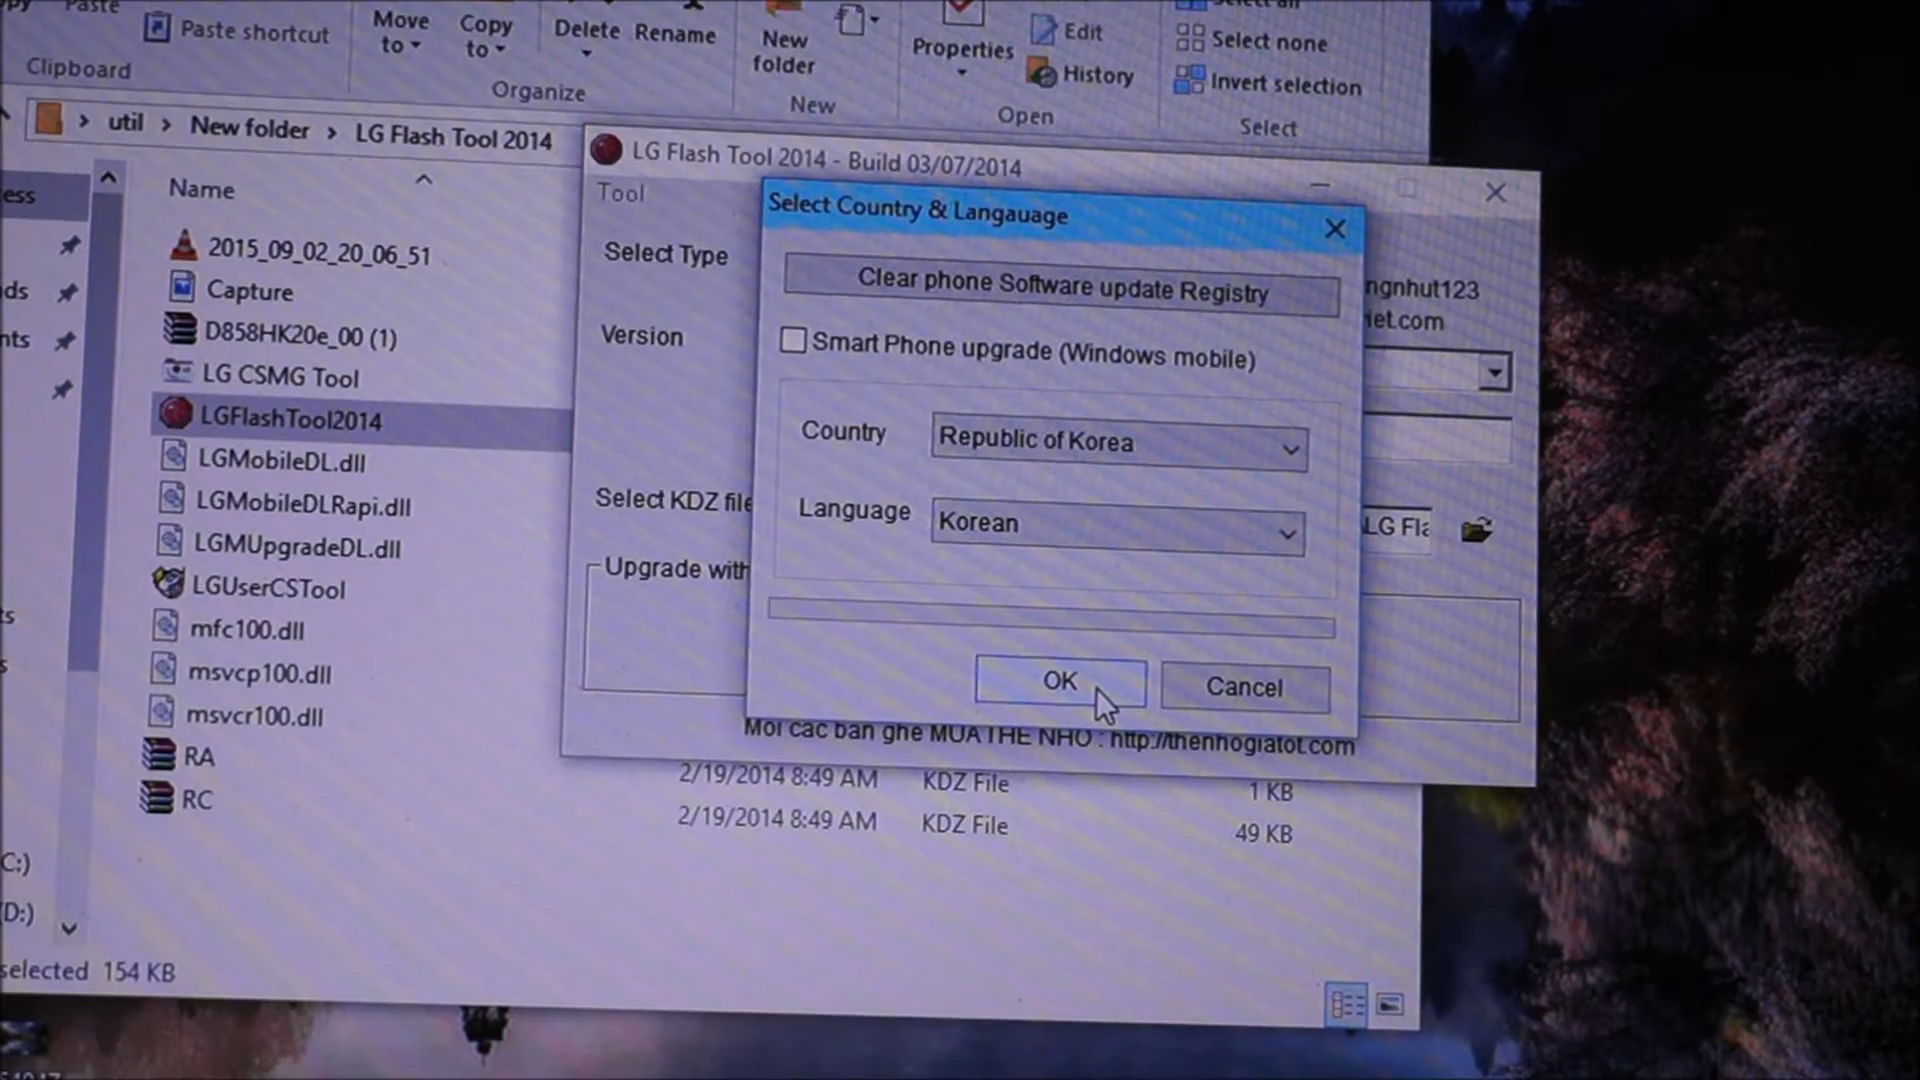 Paste
Paste shortcut
Clipboard
Move to
Copy to
Delete
Rename
Organize
New folder
New
Properties
Edit
History
Open
Select all
Select none
Invert selection
Select
util > New folder > LG Flash Tool 2014
Name
2015_09_02_20_06_51
Capture
D858HK20e_00 (1)
LG CSMG Tool
LGFlashTool2014
LGMobileDL.dll
LGMobileDLRapi.dll
LGMUpgradeDL.dll
LGUserCSTool
mfc100.dll
msvcp100.dll
msvcr100.dll
RA
2/19/2014 8:49 AM KDZ File 1 KB
RC
2/19/2014 8:49 AM KDZ File 49 KB
ess
ds
nts
C:)
D:)
selected 154 KB
LG Flash Tool 2014 - Build 03/07/2014
Tool
Select Type
Version
Select KDZ file
LG Fla
Upgrade with
ngnhut123
iet.com
Moi cac ban ghe MUA THE NHO : http://thenhogiatot.com
Select Country & Langauage
Clear phone Software update Registry
Smart Phone upgrade (Windows mobile)
Country Republic of Korea
Language Korean
OK Cancel